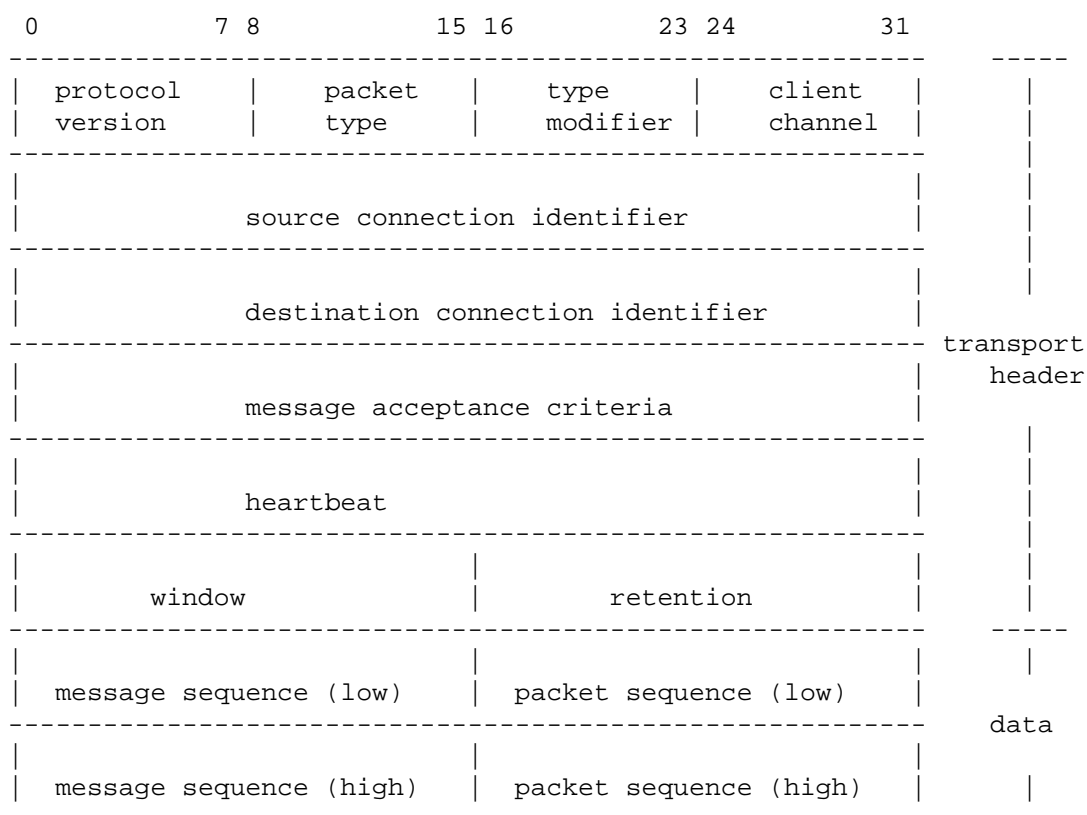 0 7 8 15 16 23 24 31
protocol packet type client
version type modifier channel
source connection identifier
destination connection identifier
transport
header
message acceptance criteria
heartbeat
window retention
message sequence (low) packet sequence (low)
data
message sequence (high) packet sequence (high)